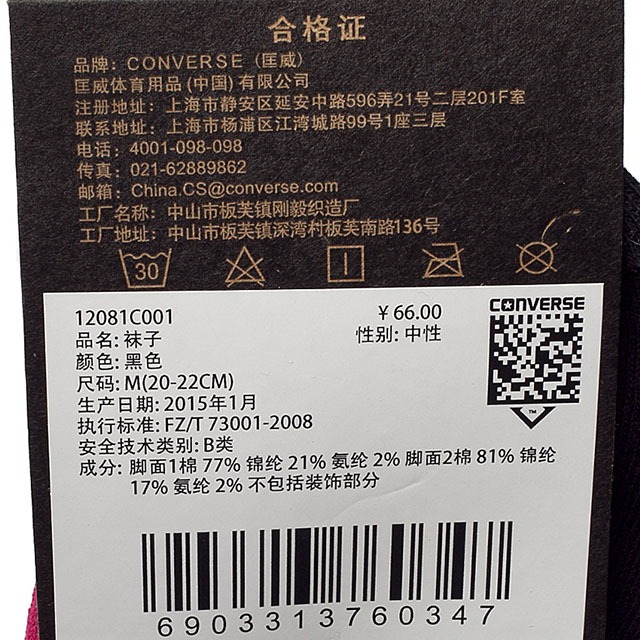 合格证
品牌：CONVERSE（匡威）
匡威体育用品(中国)有限公司
注册地址：上海市静安区延安中路596弄21号二层201F室
联系地址：上海市杨浦区江湾城路99号1座三层
电话：4001-098-098
传真：021-62889862
邮箱：China.CS@converse.com
工厂名称：中山市板芙镇刚毅织造厂
工厂地址：中山市板芙镇深湾村板芙南路136号
30
12081C001 ￥66.00 CONVERSE
品名: 袜子 性别: 中性
颜色: 黑色
尺码: M(20-22CM)
生产日期: 2015年1月
执行标准: FZ/T 73001-2008
安全技术类别: B类
成分: 脚面1棉 77% 锦纶 21% 氨纶 2% 脚面2棉 81% 锦纶
17% 氨纶 2% 不包括装饰部分
TM
6903313760347